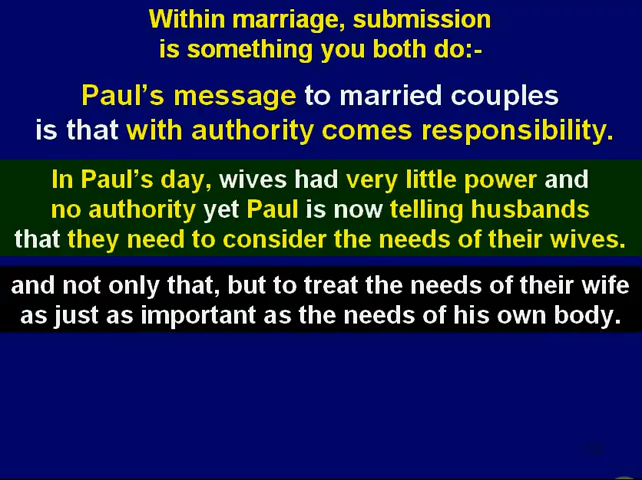 Within marriage, submission
is something you both do:-
Paul's message to married couples
is that with authority comes responsibility.
In Paul's day, wives had very little power and
no authority yet Paul is now telling husbands
that they need to consider the needs of their wives.
and not only that, but to treat the needs of their wife
as just as important as the needs of his own body.